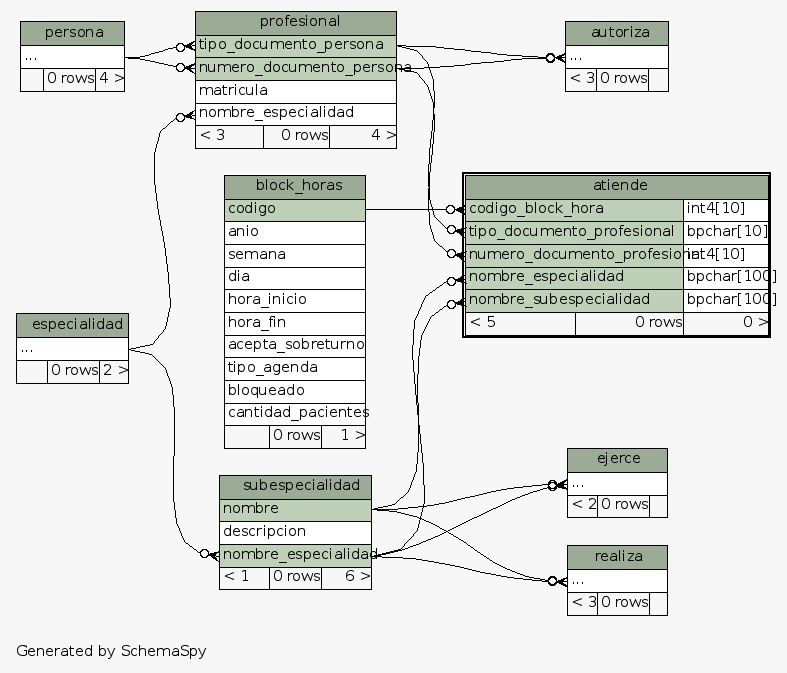 persona
...
0 rows 4 >
profesional
tipo_documento_persona
numero_documento_persona
matricula
nombre_especialidad
< 3 0 rows 4 >
autoriza
...
< 3 0 rows
block_horas
codigo
anio
semana
dia
hora_inicio
hora_fin
acepta_sobreturno
tipo_agenda
bloqueado
cantidad_pacientes
0 rows 1 >
atiende
codigo_block_hora int4[10]
tipo_documento_profesional bpchar[10]
numero_documento_profesional int4[10]
nombre_especialidad bpchar[100]
nombre_subespecialidad bpchar[100]
< 5 0 rows 0 >
especialidad
...
0 rows 2 >
subespecialidad
nombre
descripcion
nombre_especialidad
< 1 0 rows 6 >
ejerce
...
< 2 0 rows
realiza
...
< 3 0 rows
Generated by SchemaSpy